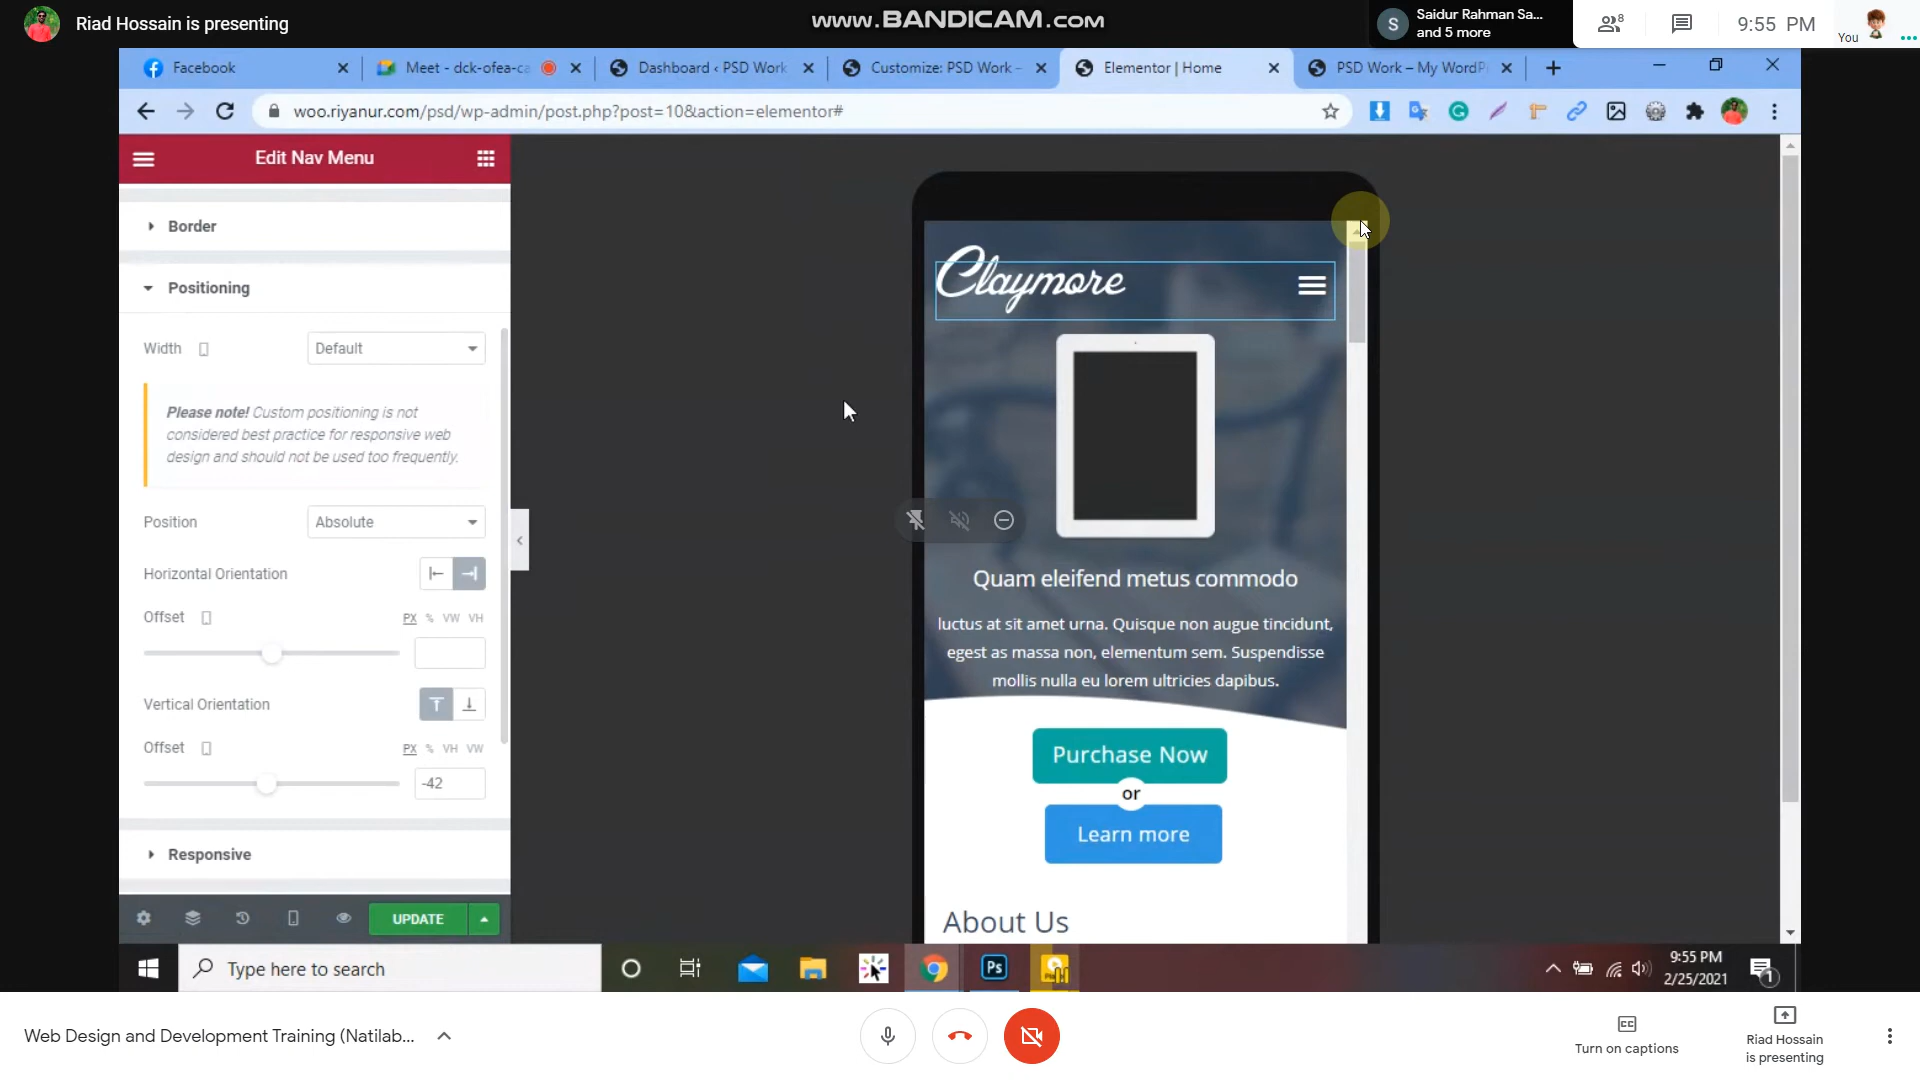 Riad Hossain is presenting
www.BANDICAM.com
S
Saidur Rahman Sa...
and 5 more
8
9:55 PM
You
Facebook
Meet - dck-ofea-ca
Dashboard ‹ PSD Work
Customize: PSD Work –
Elementor | Home
PSD Work – My WordP
woo.riyanur.com/psd/wp-admin/post.php?post=10&action=elementor#
Edit Nav Menu
Border
Positioning
Width
Default
Please note! Custom positioning is not
considered best practice for responsive web
design and should not be used too frequently.
Position
Absolute
Horizontal Orientation
Offset
PX % VW VH
Vertical Orientation
Offset
PX % VH VW
-42
Responsive
UPDATE
Claymore
Quam eleifend metus commodo
luctus at sit amet urna. Quisque non augue tincidunt,
egest as massa non, elementum sem. Suspendisse
mollis nulla eu lorem ultricies dapibus.
Purchase Now
or
Learn more
About Us
Type here to search
Ps
9:55 PM
2/25/2021
1
Web Design and Development Training (Natilab...
Turn on captions
Riad Hossain
is presenting